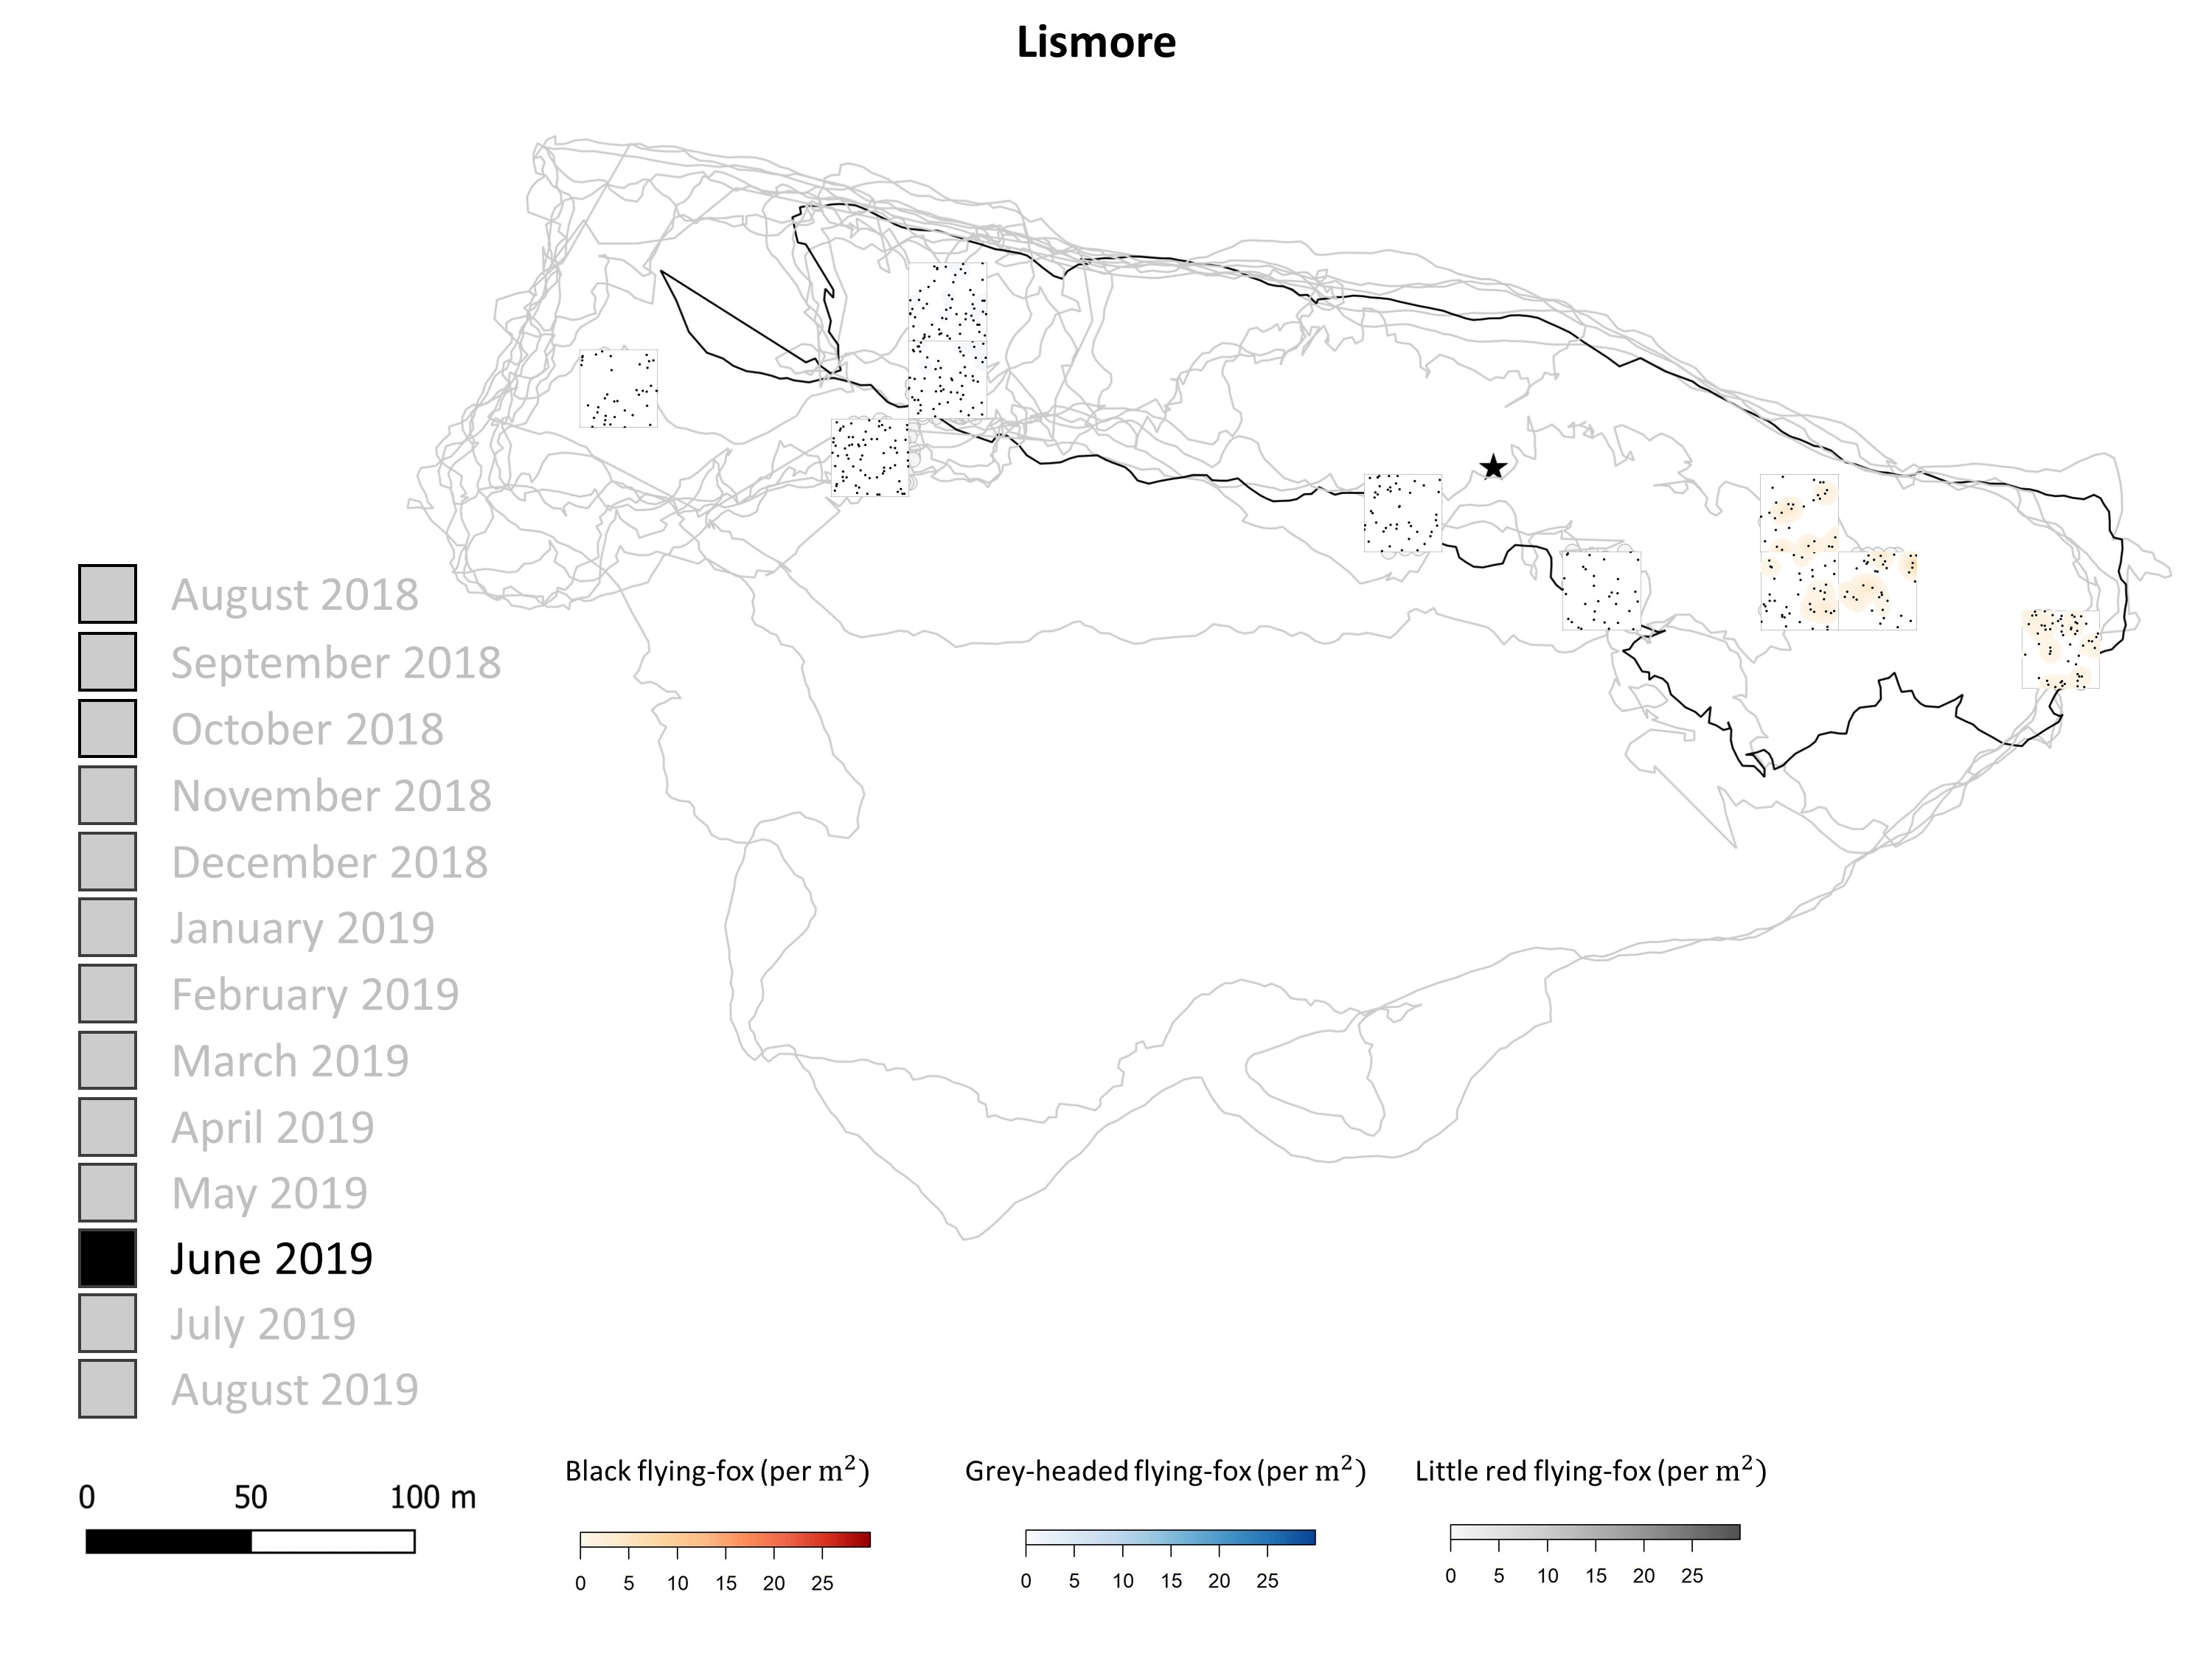 Lismore
August 2018
September 2018
October 2018
November 2018
December 2018
January 2019
February 2019
March 2019
April 2019
May 2019
June 2019
July 2019
August 2019
0 50 100 m
Black flying-fox (per m²)
0 5 10 15 20 25
Grey-headed flying-fox (per m²)
0 5 10 15 20 25
Little red flying-fox (per m²)
0 5 10 15 20 25